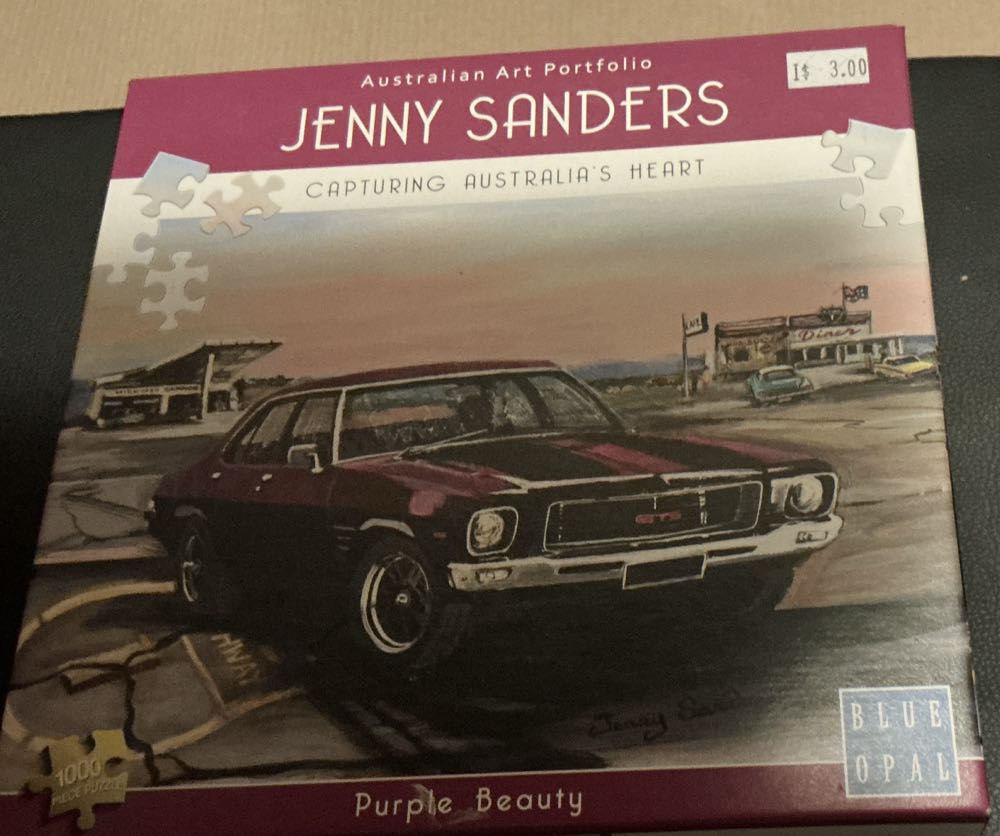 Australian Art Portfolio
I$ 3.00
JENNY SANDERS
CAPTURING AUSTRALIA'S HEART
Diner
GTS
HWAY
Jenny
BLUE
OPAL
1000
PIECE PUZZLE
Purple Beauty